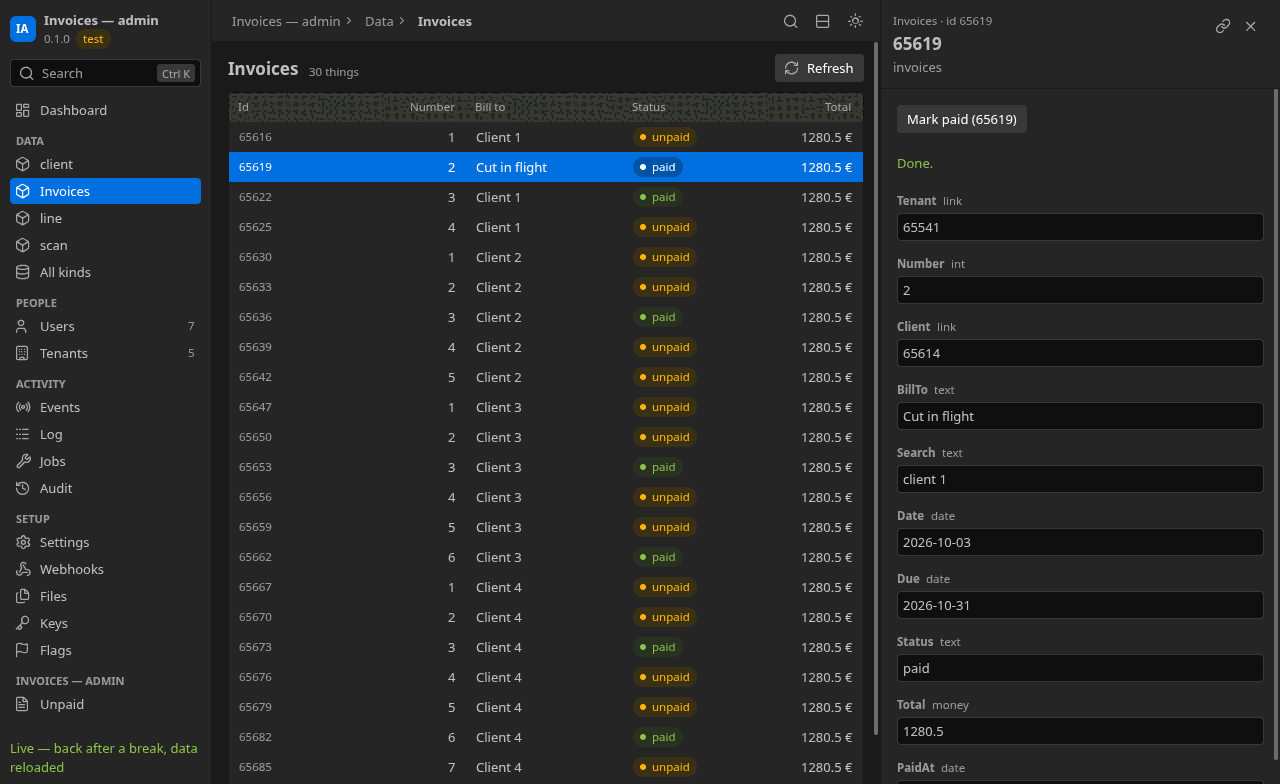 IA
Invoices — admin
0.1.0 test
Search Ctrl K
Dashboard
DATA
client
Invoices
line
scan
All kinds
PEOPLE
Users 7
Tenants 5
ACTIVITY
Events
Log
Jobs
Audit
SETUP
Settings
Webhooks
Files
Keys
Flags
INVOICES — ADMIN
Unpaid
Live — back after a break, data
reloaded
Invoices — admin Data Invoices
Invoices 30 things Refresh
Id Number Bill to Status Total
65616 1 Client 1 unpaid 1280.5 €
65619 2 Cut in flight paid 1280.5 €
65622 3 Client 1 paid 1280.5 €
65625 4 Client 1 unpaid 1280.5 €
65630 1 Client 2 unpaid 1280.5 €
65633 2 Client 2 unpaid 1280.5 €
65636 3 Client 2 paid 1280.5 €
65639 4 Client 2 unpaid 1280.5 €
65642 5 Client 2 unpaid 1280.5 €
65647 1 Client 3 unpaid 1280.5 €
65650 2 Client 3 unpaid 1280.5 €
65653 3 Client 3 paid 1280.5 €
65656 4 Client 3 unpaid 1280.5 €
65659 5 Client 3 unpaid 1280.5 €
65662 6 Client 3 paid 1280.5 €
65667 1 Client 4 unpaid 1280.5 €
65670 2 Client 4 unpaid 1280.5 €
65673 3 Client 4 paid 1280.5 €
65676 4 Client 4 unpaid 1280.5 €
65679 5 Client 4 unpaid 1280.5 €
65682 6 Client 4 paid 1280.5 €
65685 7 Client 4 unpaid 1280.5 €
Invoices · id 65619
65619
invoices
Mark paid (65619)
Done.
Tenant link
65541
Number int
2
Client link
65614
BillTo text
Cut in flight
Search text
client 1
Date date
2026-10-03
Due date
2026-10-31
Status text
paid
Total money
1280.5
PaidAt date